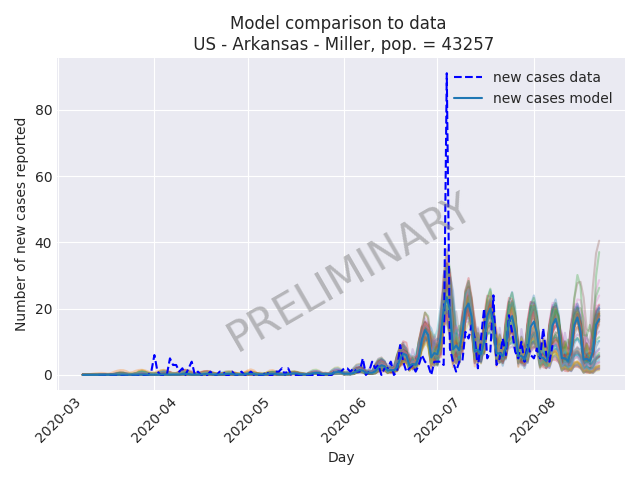 Model comparison to data
US - Arkansas - Miller, pop. = 43257
new cases data
new cases model
Number of new cases reported
80
60
40
20
0
PRELIMINARY
2020-03
2020-04
2020-05
2020-06
2020-07
2020-08
Day